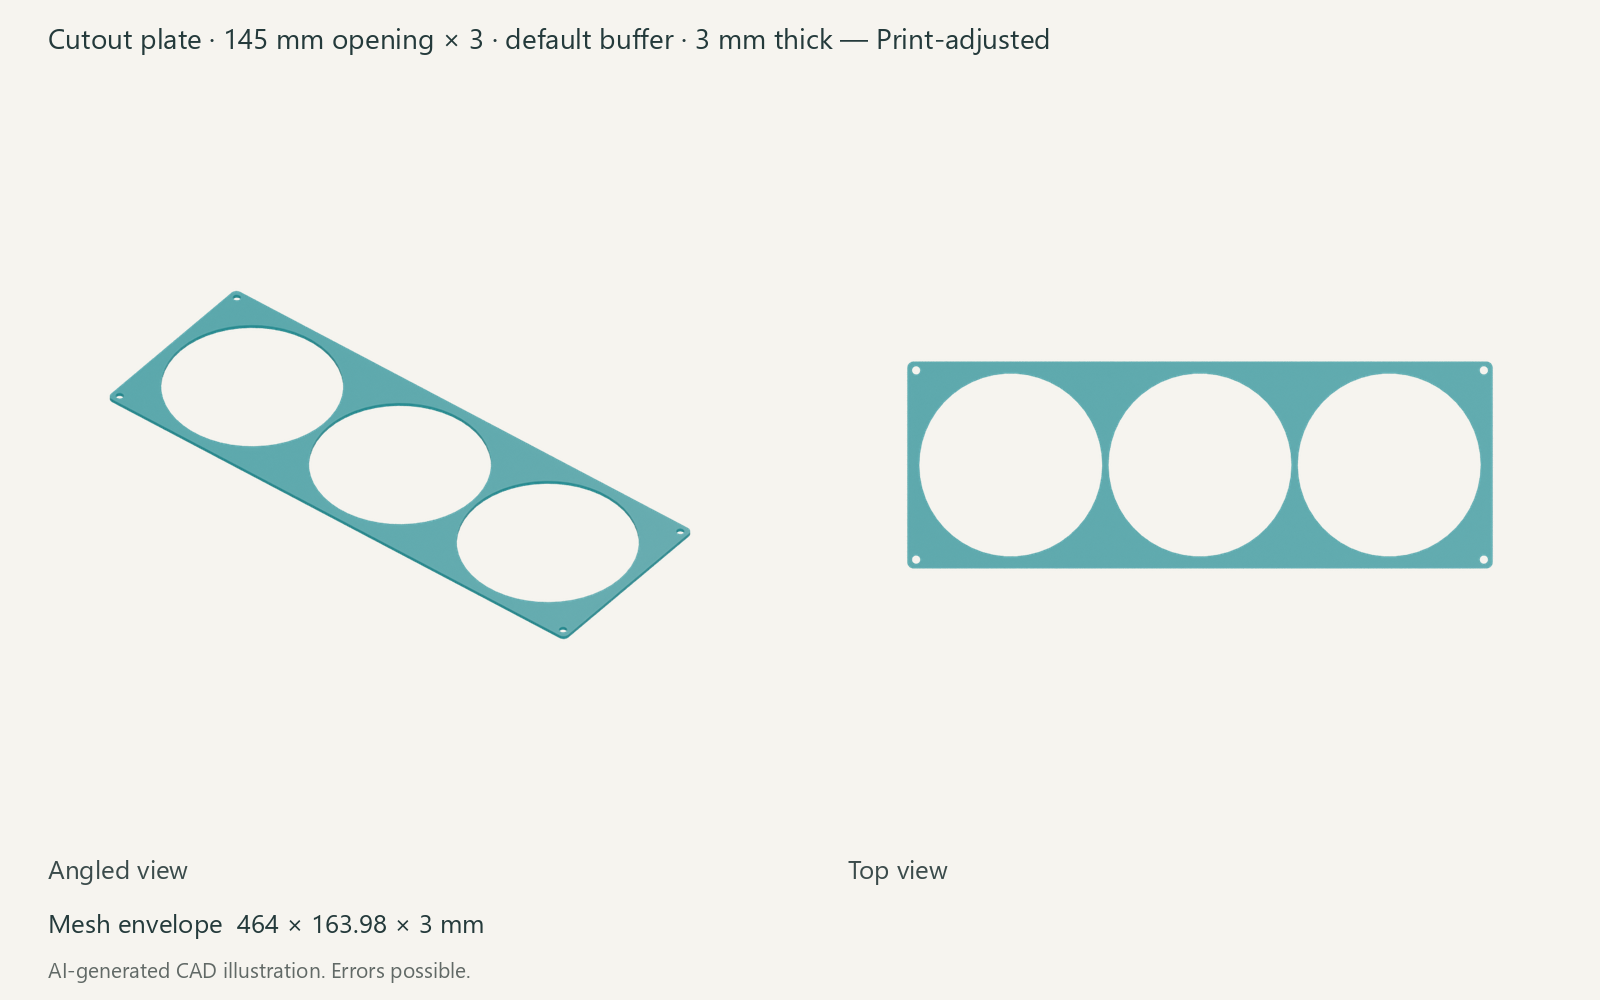 Cutout plate · 145 mm opening × 3 · default buffer · 3 mm thick — Print-adjusted
Angled view
Top view
Mesh envelope 464 × 163.98 × 3 mm
AI-generated CAD illustration. Errors possible.